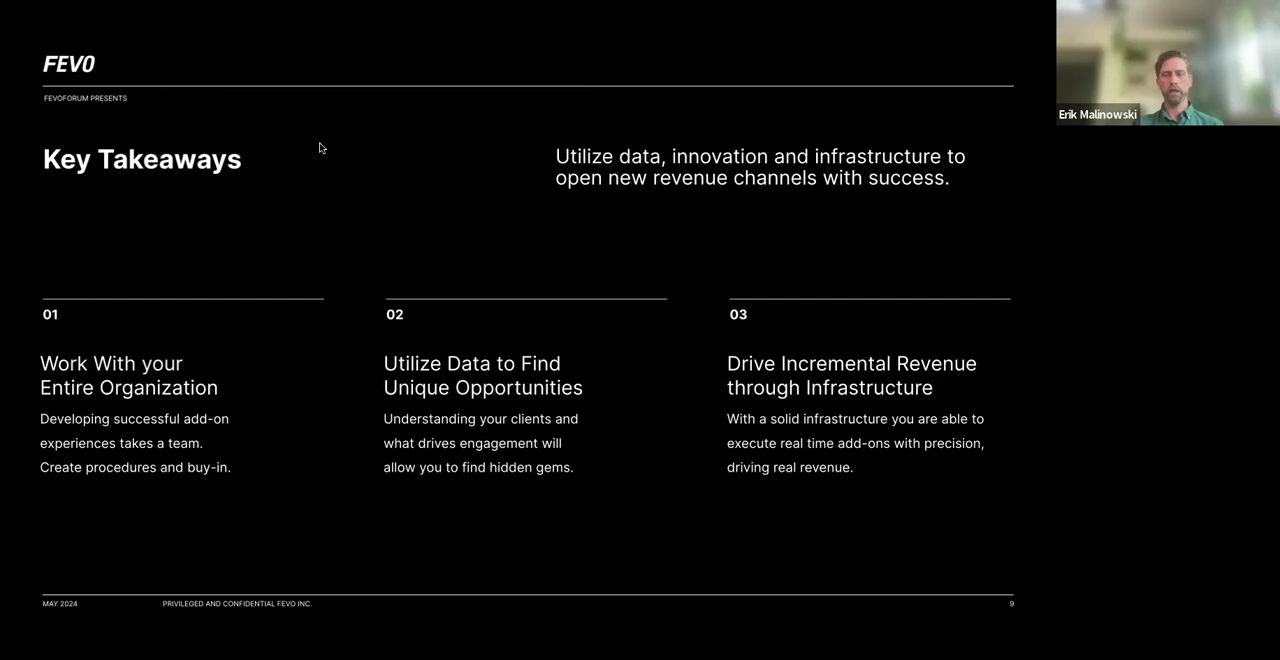 FEVO
FEVOFORUM PRESENTS
Erik Malinowski
Key Takeaways
Utilize data, innovation and infrastructure to
open new revenue channels with success.
01
Work With your
Entire Organization
Developing successful add-on
experiences takes a team.
Create procedures and buy-in.
02
Utilize Data to Find
Unique Opportunities
Understanding your clients and
what drives engagement will
allow you to find hidden gems.
03
Drive Incremental Revenue
through Infrastructure
With a solid infrastructure you are able to
execute real time add-ons with precision,
driving real revenue.
MAY 2024
PRIVILEGED AND CONFIDENTIAL FEVO INC.
9